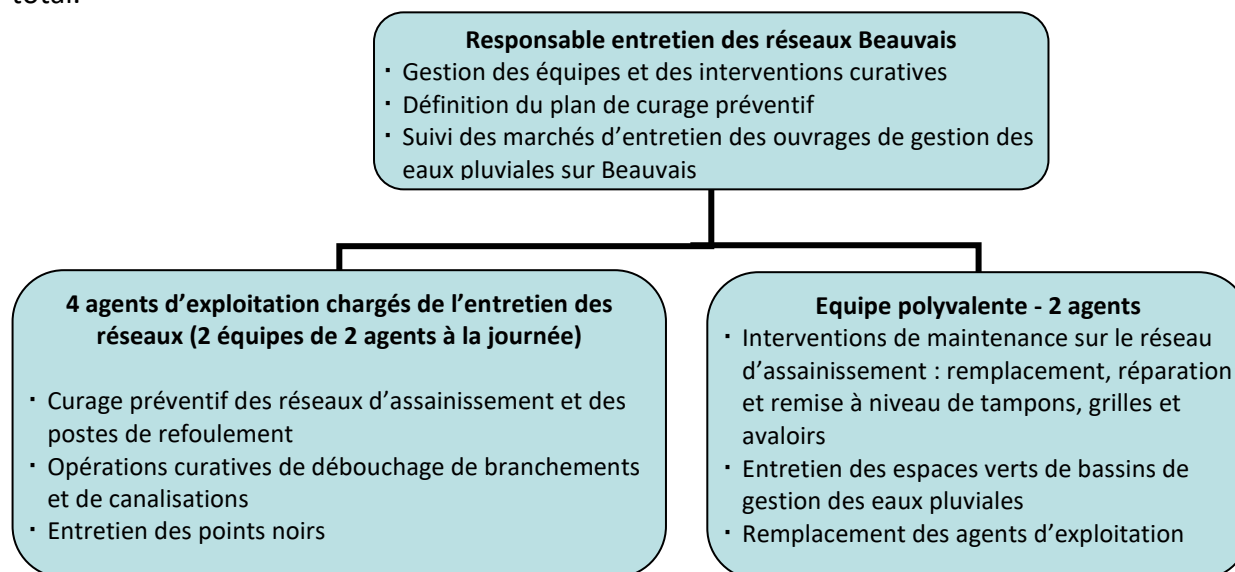 total.
Responsable entretien des réseaux Beauvais
· Gestion des équipes et des interventions curatives
· Définition du plan de curage préventif
· Suivi des marchés d’entretien des ouvrages de gestion des
eaux pluviales sur Beauvais
4 agents d’exploitation chargés de l’entretien des
réseaux (2 équipes de 2 agents à la journée)
· Curage préventif des réseaux d’assainissement et des
postes de refoulement
· Opérations curatives de débouchage de branchements
et de canalisations
· Entretien des points noirs
Equipe polyvalente - 2 agents
· Interventions de maintenance sur le réseau
d’assainissement : remplacement, réparation
et remise à niveau de tampons, grilles et
avaloirs
· Entretien des espaces verts de bassins de
gestion des eaux pluviales
· Remplacement des agents d’exploitation